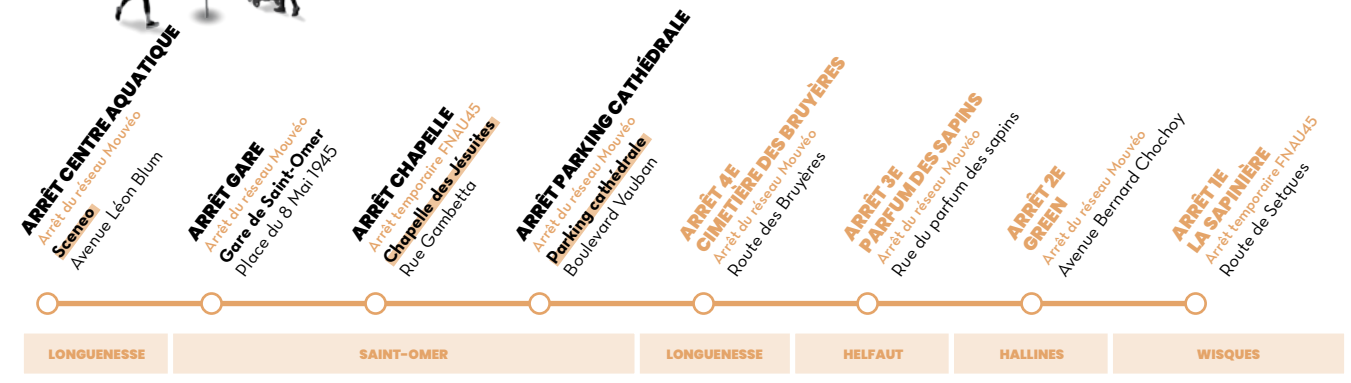 ARRÊT CENTRE AQUATIQUE
Arrêt du réseau Mouvéo
Sceneo
Avenue Léon Blum
ARRÊT GARE
Arrêt du réseau Mouvéo
Gare de Saint-Omer
Place du 8 Mai 1945
ARRÊT CHAPELLE
Arrêt temporaire FNAU45
Chapelle des Jésuites
Rue Gambetta
ARRÊT PARKING CATHÉDRALE
Arrêt du réseau Mouvéo
Parking cathédrale
Boulevard Vauban
ARRÊT 4E
CIMETIÈRE DES BRUYÈRES
Arrêt du réseau Mouvéo
Route des Bruyères
ARRÊT 3E
PARFUM DES SAPINS
Arrêt du réseau Mouvéo
Rue du parfum des sapins
ARRÊT 2E
GREEN
Arrêt du réseau Mouvéo
Avenue Bernard Chochoy
ARRÊT 1E
LA SAPINIÈRE
Arrêt temporaire FNAU45
Route de Setques
LONGUENESSE
SAINT-OMER
LONGUENESSE
HELFAUT
HALLINES
WISQUES